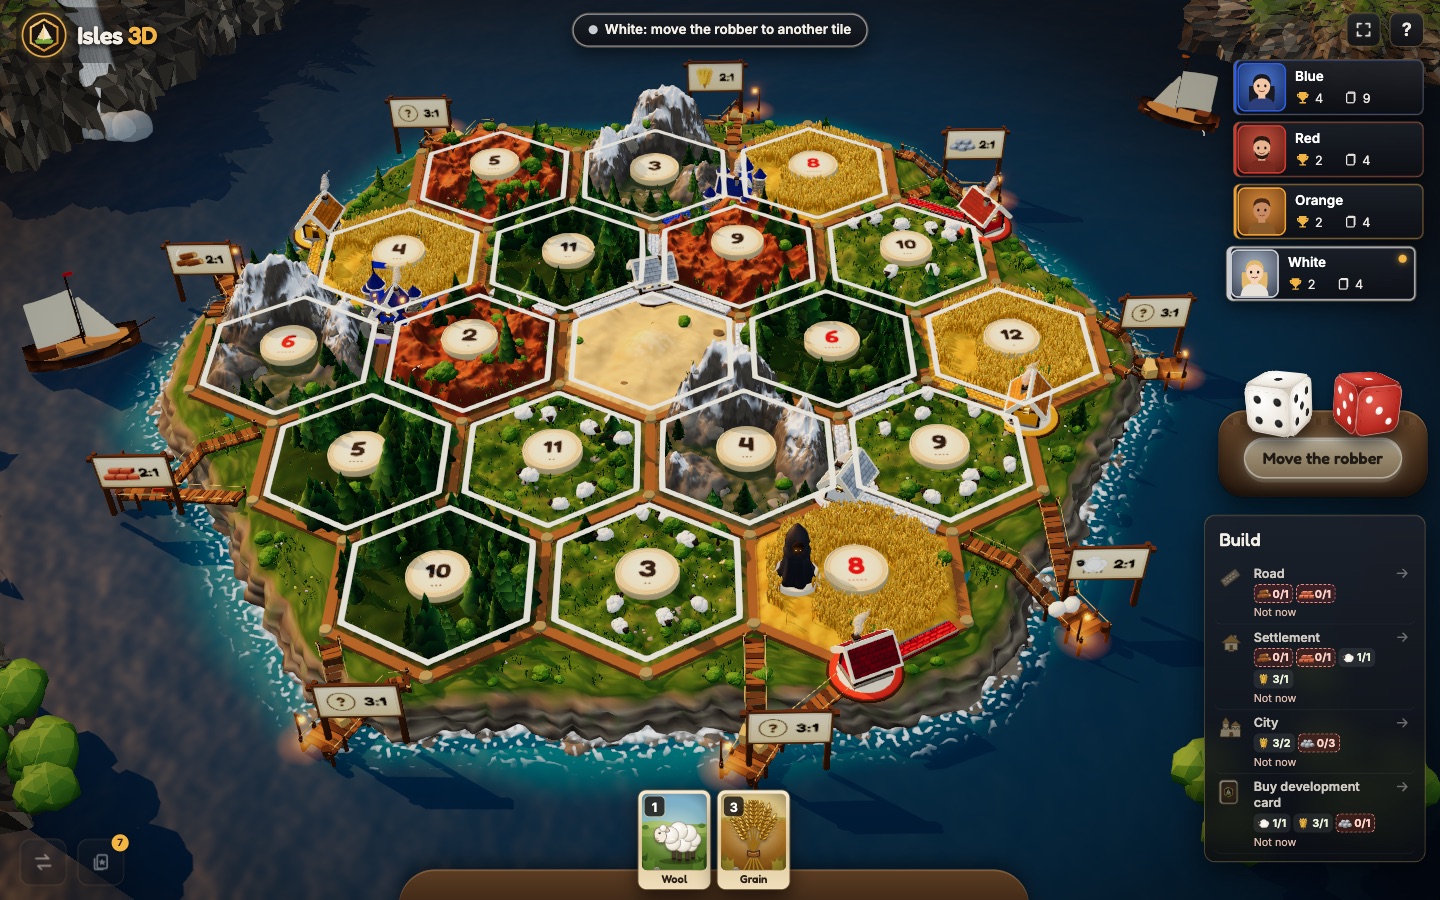 Isles 3D
White: move the robber to another tile
?
Blue
4 9
Red
2 4
Orange
2 4
White
2 4
2:1
? 3:1
2:1
2:1
? 3:1
2:1
2:1
? 3:1
? 3:1
5 3 8
4 11 9 10
6 2 6 12
5 11 4 9
10 3 8
Move the robber
Build
Road
0/1 0/1
Not now
Settlement
0/1 0/1 1/1
3/1
Not now
City
3/2 0/3
Not now
Buy development
card
1/1 3/1 0/1
Not now
1 3
Wool Grain
7